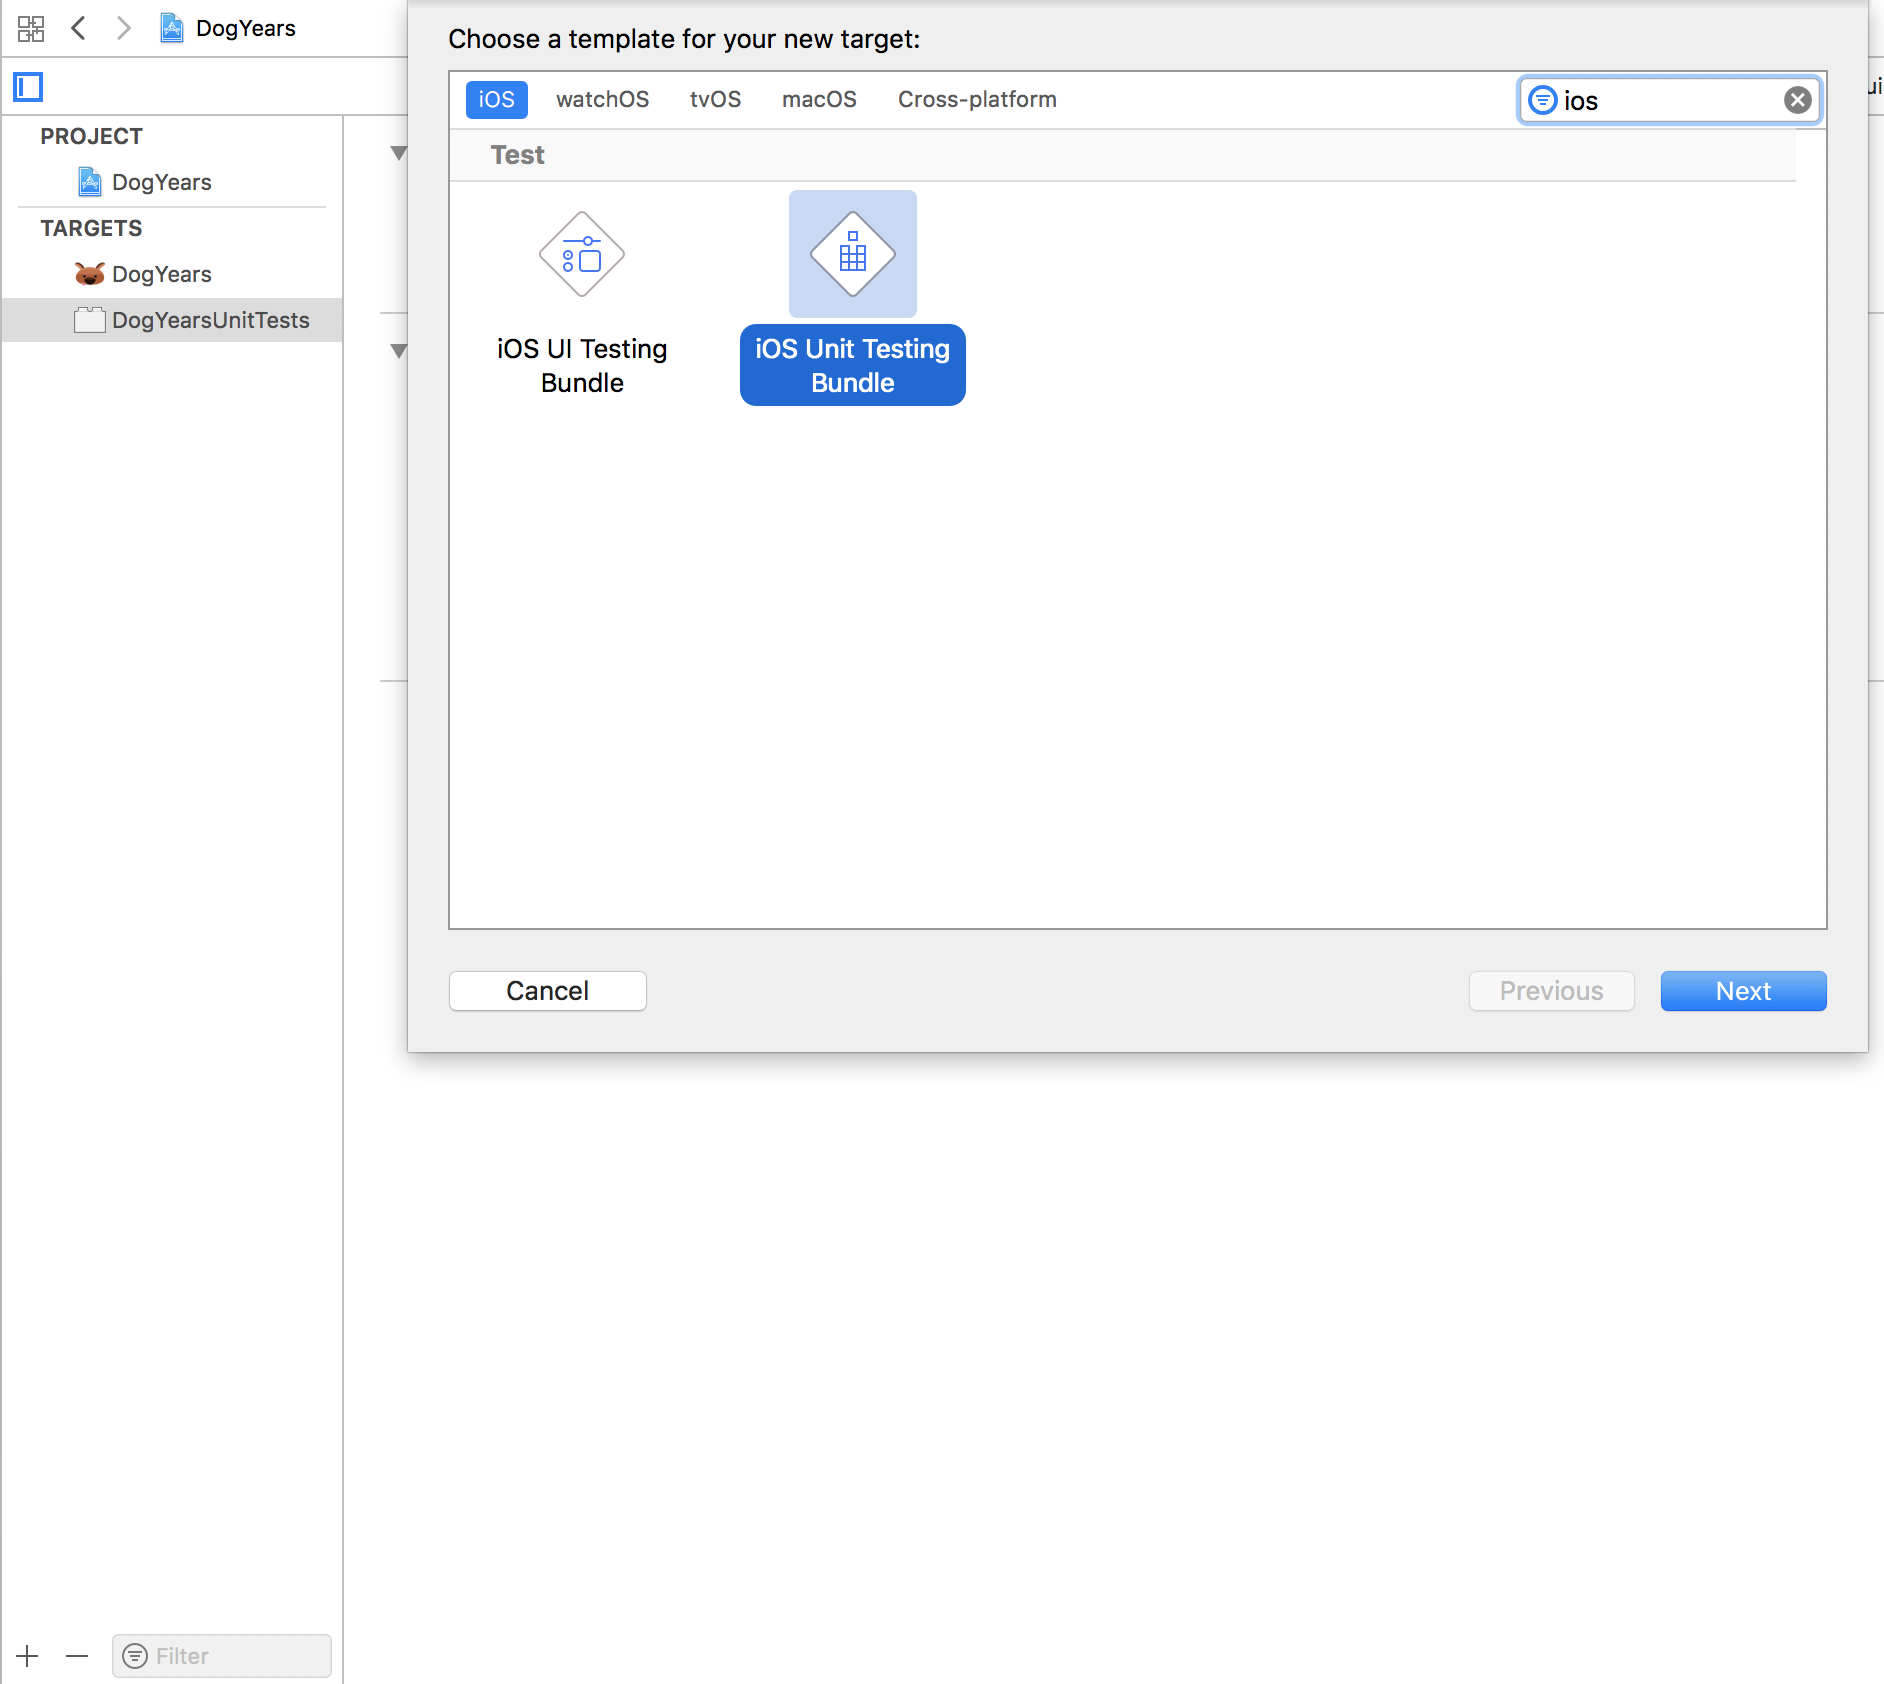 DogYears
Choose a template for your new target:
iOS watchOS tvOS macOS Cross-platform
ios
Test
iOS UI Testing
Bundle
iOS Unit Testing
Bundle
Cancel
Previous
Next
PROJECT
DogYears
TARGETS
DogYears
DogYearsUnitTests
Filter